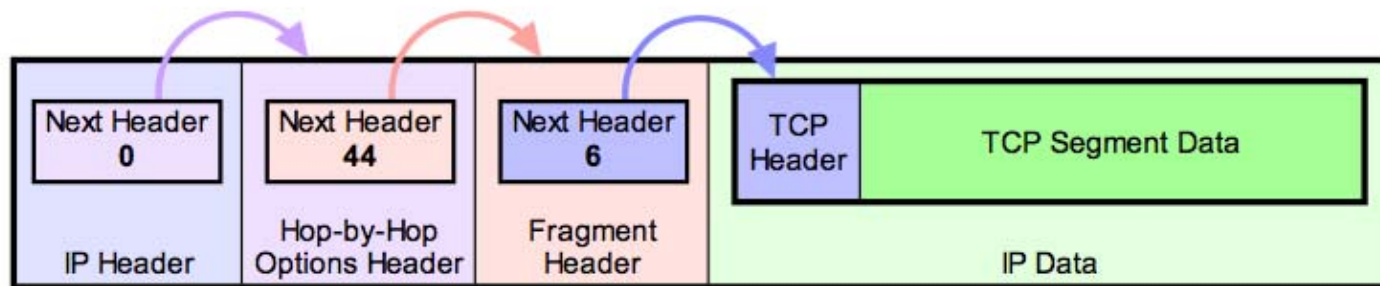 Next Header
0
Next Header
44
Next Header
6
TCP
Header
TCP Segment Data
IP Header
Hop-by-Hop
Options Header
Fragment
Header
IP Data